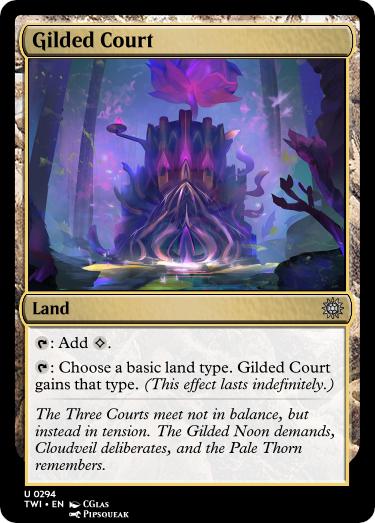 Gilded Court
Land
: Add .
: Choose a basic land type. Gilded Court
gains that type. (This effect lasts indefinitely.)
The Three Courts meet not in balance, but
instead in tension. The Gilded Noon demands,
Cloudveil deliberates, and the Pale Thorn
remembers.
U 0294
TWI • EN CGlas
Pipsqueak